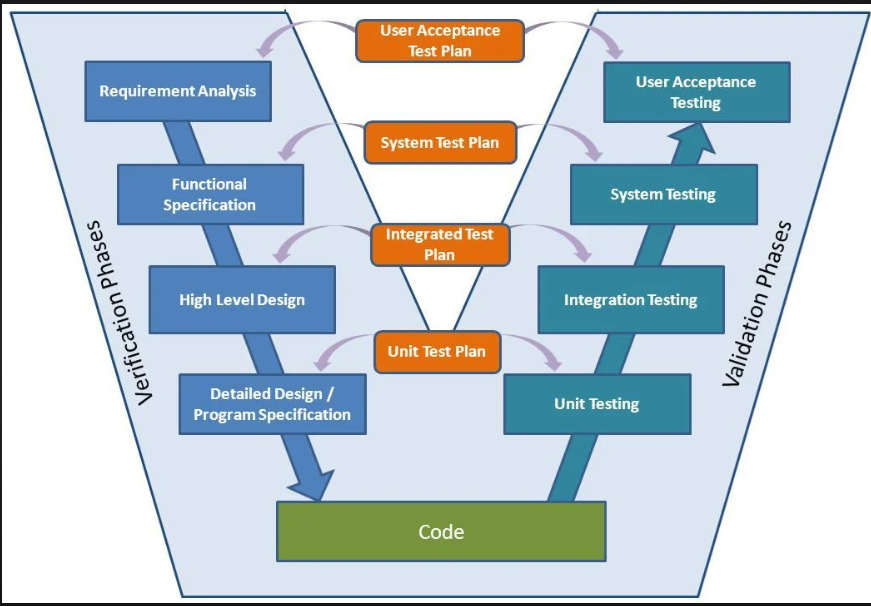 User Acceptance
Test Plan
Requirement Analysis
User Acceptance
Testing
System Test Plan
Functional
Specification
System Testing
Integrated Test
Plan
High Level Design
Integration Testing
Unit Test Plan
Detailed Design /
Program Specification
Unit Testing
Verification Phases
Validation Phases
Code